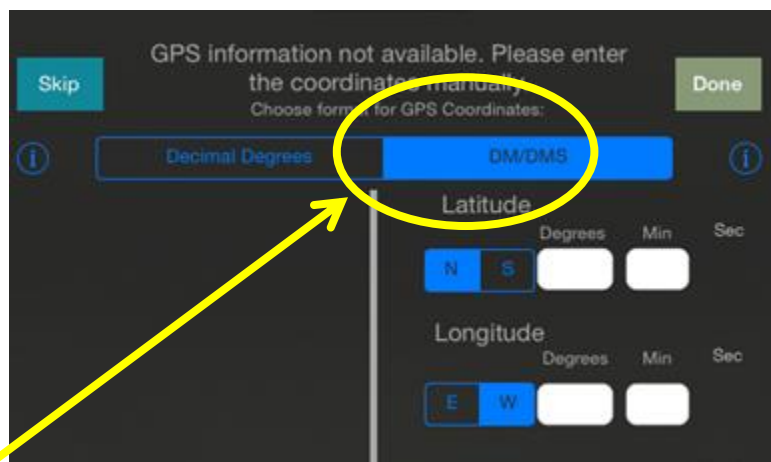 GPS information not available. Please enter
the coordinates manually.
Skip
Done
Choose format for GPS Coordinates:
i
Decimal Degrees
DM/DMS
i
Latitude
Degrees Min Sec
N S
Longitude
Degrees Min Sec
E W